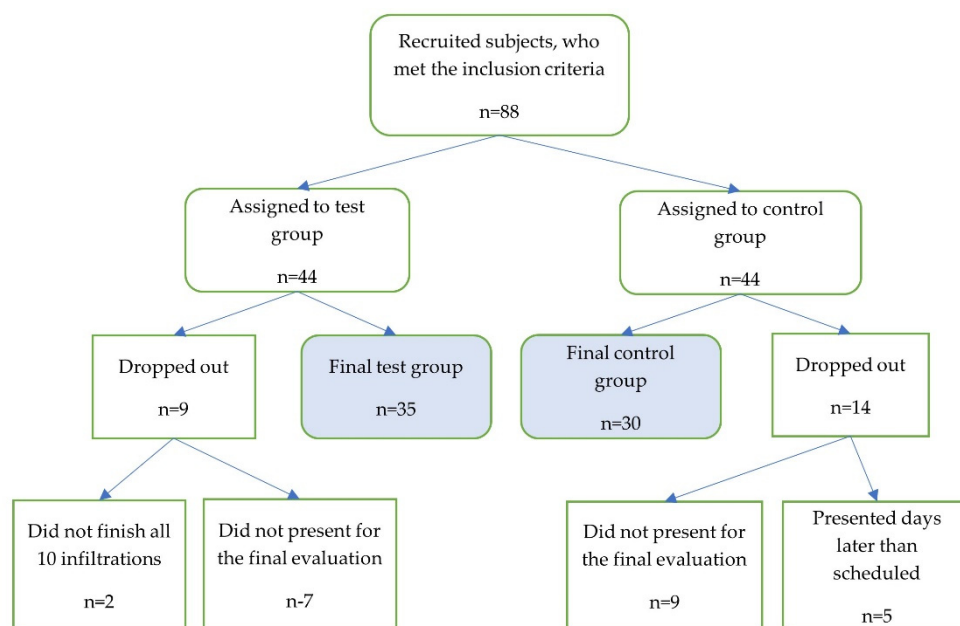 Recruited subjects, who
met the inclusion criteria
n=88
Assigned to test
group
n=44
Assigned to control
group
n=44
Dropped out
n=9
Final test group
n=35
Final control
group
n=30
Dropped out
n=14
Did not finish all
10 infiltrations
n=2
Did not present for
the final evaluation
n-7
Did not present for
the final evaluation
n=9
Presented days
later than
scheduled
n=5